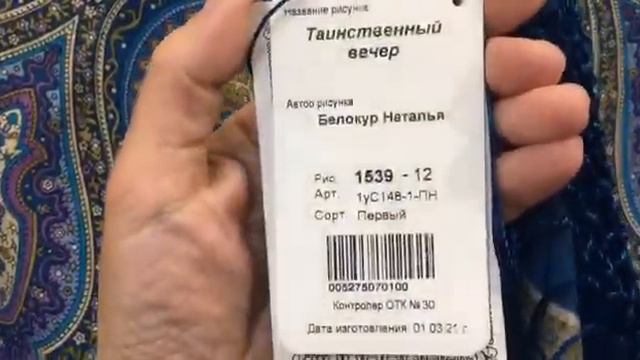 Название рисунка
Таинственный
вечер
Автор рисунка
Белокур Наталья
Рис. 1539 - 12
Арт. 1уС148-1-ПН
Сорт Первый
005275070100
Контролер ОТК № 30
Дата изготовления 01 03 21 г.